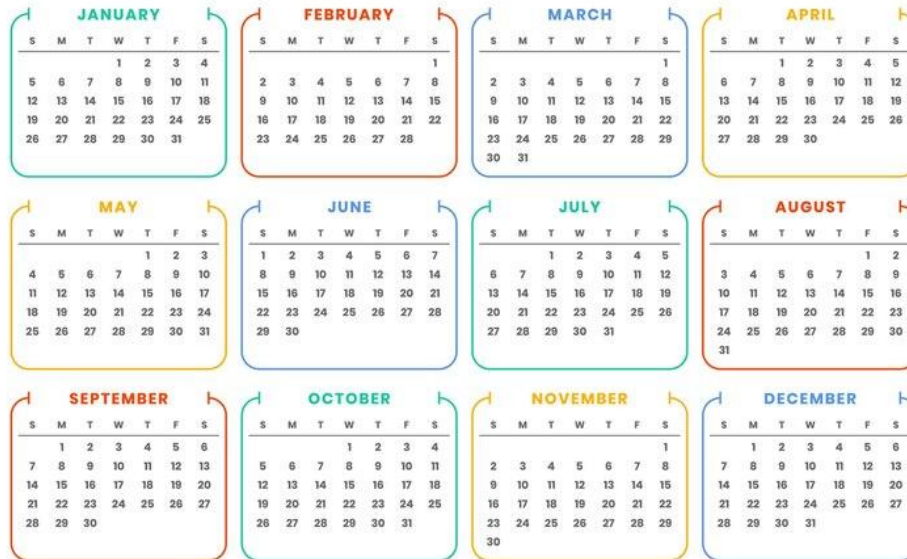 JANUARY
S M T W T F S
1 2 3 4
5 6 7 8 9 10 11
12 13 14 15 16 17 18
19 20 21 22 23 24 25
26 27 28 29 30 31
FEBRUARY
S M T W T F S
1
2 3 4 5 6 7 8
9 10 11 12 13 14 15
16 17 18 19 20 21 22
23 24 25 26 27 28
MARCH
S M T W T F S
1
2 3 4 5 6 7 8
9 10 11 12 13 14 15
16 17 18 19 20 21 22
23 24 25 26 27 28 29
30 31
APRIL
S M T W T F S
1 2 3 4 5
6 7 8 9 10 11 12
13 14 15 16 17 18 19
20 21 22 23 24 25 26
27 28 29 30
MAY
S M T W T F S
1 2 3
4 5 6 7 8 9 10
11 12 13 14 15 16 17
18 19 20 21 22 23 24
25 26 27 28 29 30 31
JUNE
S M T W T F S
1 2 3 4 5 6 7
8 9 10 11 12 13 14
15 16 17 18 19 20 21
22 23 24 25 26 27 28
29 30
JULY
S M T W T F S
1 2 3 4 5
6 7 8 9 10 11 12
13 14 15 16 17 18 19
20 21 22 23 24 25 26
27 28 29 30 31
AUGUST
S M T W T F S
1 2
3 4 5 6 7 8 9
10 11 12 13 14 15 16
17 18 19 20 21 22 23
24 25 26 27 28 29 30
31
SEPTEMBER
S M T W T F S
1 2 3 4 5 6
7 8 9 10 11 12 13
14 15 16 17 18 19 20
21 22 23 24 25 26 27
28 29 30
OCTOBER
S M T W T F S
1 2 3 4
5 6 7 8 9 10 11
12 13 14 15 16 17 18
19 20 21 22 23 24 25
26 27 28 29 30 31
NOVEMBER
S M T W T F S
1
2 3 4 5 6 7 8
9 10 11 12 13 14 15
16 17 18 19 20 21 22
23 24 25 26 27 28 29
30
DECEMBER
S M T W T F S
1 2 3 4 5 6
7 8 9 10 11 12 13
14 15 16 17 18 19 20
21 22 23 24 25 26 27
28 29 30 31